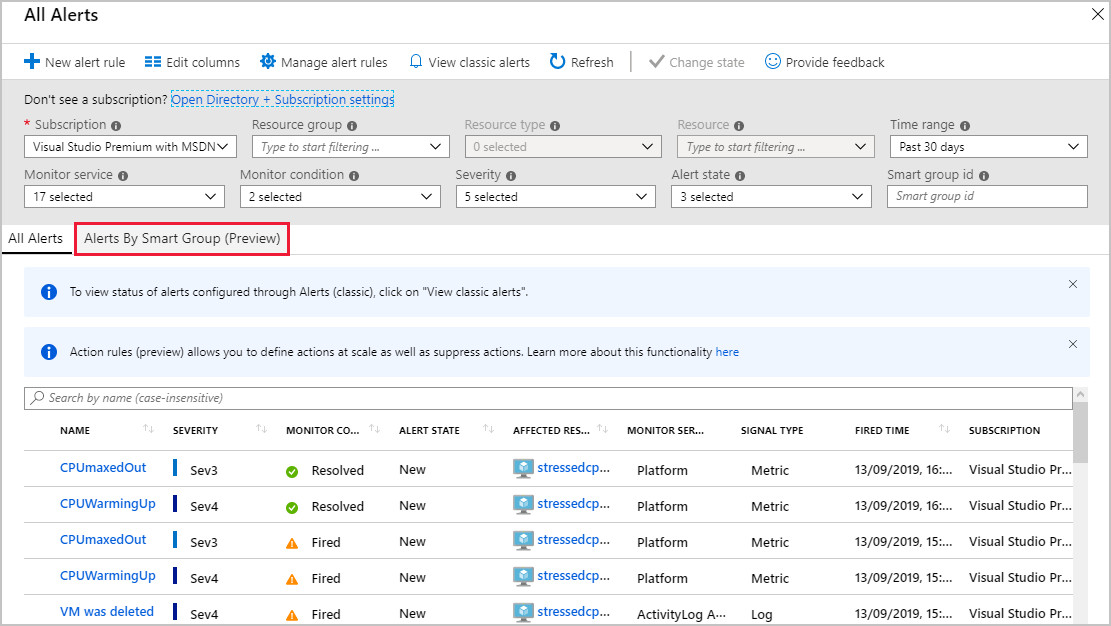 All Alerts
New alert rule Edit columns Manage alert rules View classic alerts Refresh Change state Provide feedback
Don't see a subscription? Open Directory + Subscription settings
* Subscription Resource group Resource type Resource Time range
Visual Studio Premium with MSDN Type to start filtering ... 0 selected Type to start filtering ... Past 30 days
Monitor service Monitor condition Severity Alert state Smart group id
17 selected 2 selected 5 selected 3 selected Smart group id
All Alerts Alerts By Smart Group (Preview)
To view status of alerts configured through Alerts (classic), click on "View classic alerts".
Action rules (preview) allows you to define actions at scale as well as suppress actions. Learn more about this functionality here
Search by name (case-insensitive)
NAME SEVERITY MONITOR CO... ALERT STATE AFFECTED RES... MONITOR SER... SIGNAL TYPE FIRED TIME SUBSCRIPTION
CPUmaxedOut Sev3 Resolved New stressedcp... Platform Metric 13/09/2019, 16:... Visual Studio Pr...
CPUWarmingUp Sev4 Resolved New stressedcp... Platform Metric 13/09/2019, 16:... Visual Studio Pr...
CPUmaxedOut Sev3 Fired New stressedcp... Platform Metric 13/09/2019, 15:... Visual Studio Pr...
CPUWarmingUp Sev4 Fired New stressedcp... Platform Metric 13/09/2019, 15:... Visual Studio Pr...
VM was deleted Sev4 Fired New stressedcp... ActivityLog A... Log 13/09/2019, 15:... Visual Studio Pr...